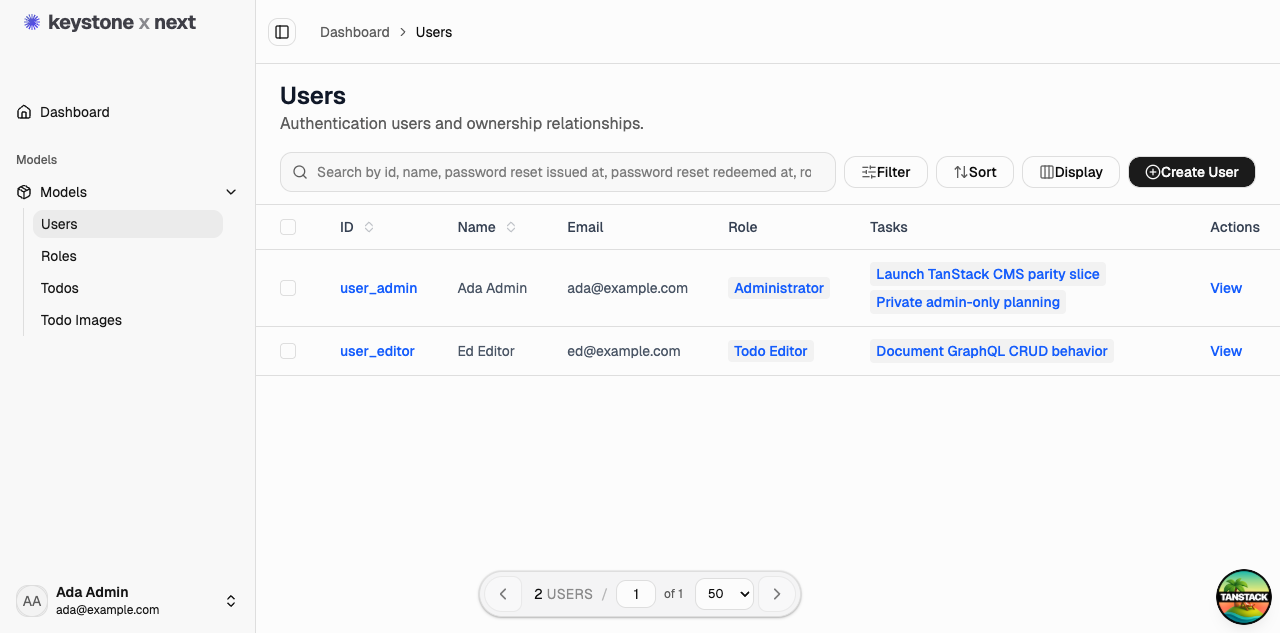 keystone x next
Dashboard
Models
Models
Users
Roles
Todos
Todo Images
AA
Ada Admin
ada@example.com
Dashboard > Users
Users
Authentication users and ownership relationships.
Search by id, name, password reset issued at, password reset redeemed at, ro
Filter
Sort
Display
Create User
ID Name Email Role Tasks Actions
user_admin Ada Admin ada@example.com Administrator Launch TanStack CMS parity slice View
Private admin-only planning
user_editor Ed Editor ed@example.com Todo Editor Document GraphQL CRUD behavior View
2 USERS / 1 of 1 50
TANSTACK